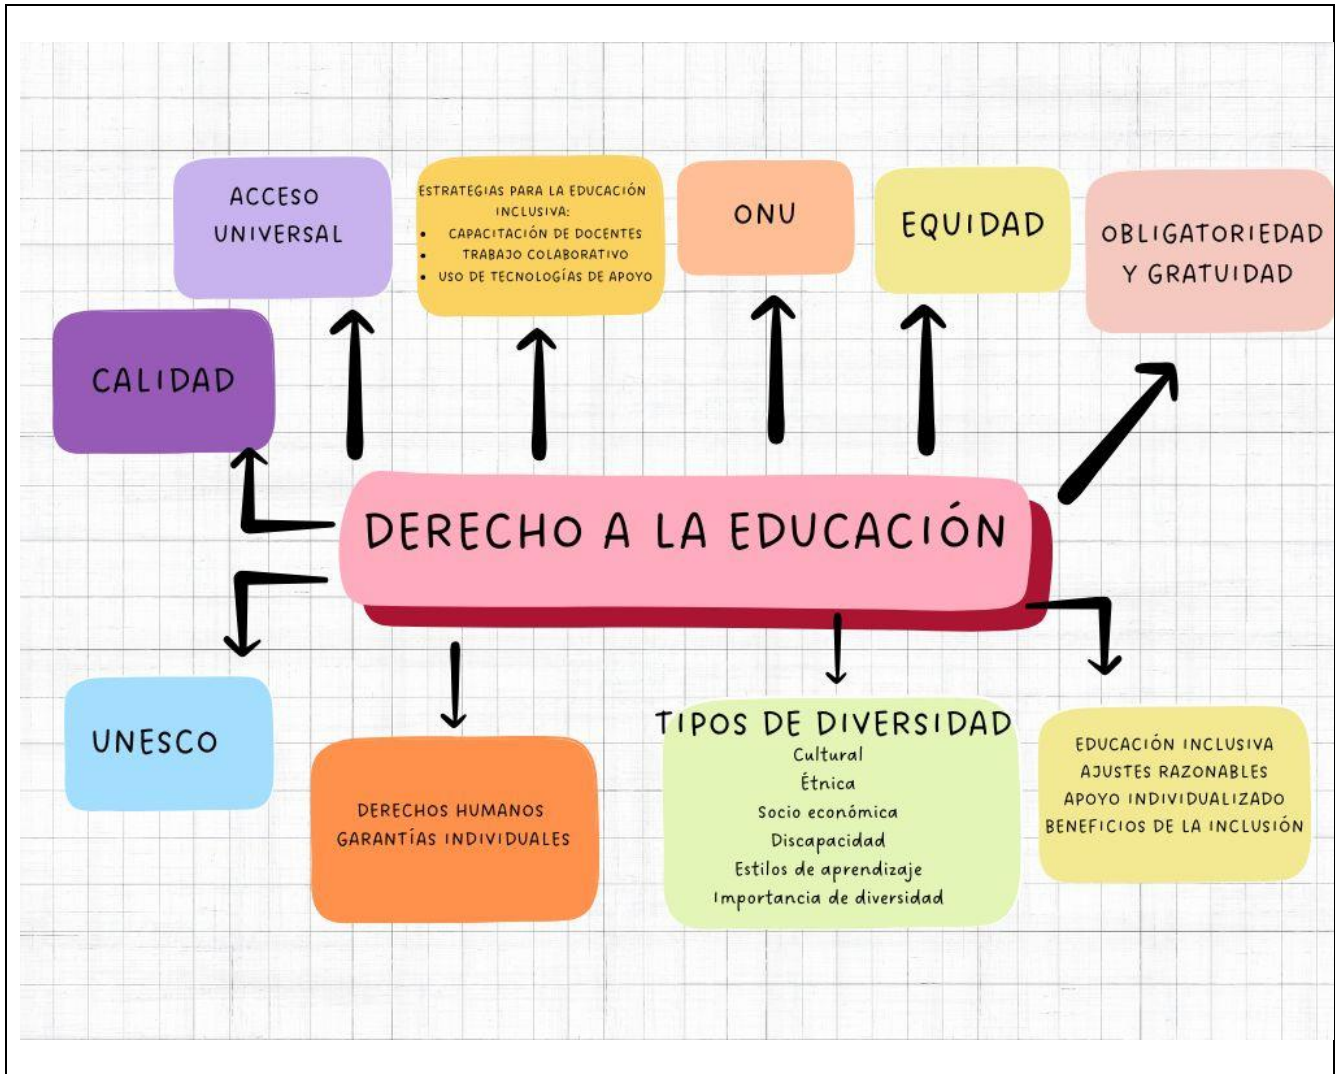 ACCESO
UNIVERSAL
ESTRATEGIAS PARA LA EDUCACIÓN
INCLUSIVA:
• CAPACITACIÓN DE DOCENTES
• TRABAJO COLABORATIVO
• USO DE TECNOLOGÍAS DE APOYO
ONU
EQUIDAD
OBLIGATORIEDAD
Y GRATUIDAD
CALIDAD
DERECHO A LA EDUCACIÓN
UNESCO
DERECHOS HUMANOS
GARANTÍAS INDIVIDUALES
TIPOS DE DIVERSIDAD
Cultural
Étnica
Socio económica
Discapacidad
Estilos de aprendizaje
Importancia de diversidad
EDUCACIÓN INCLUSIVA
AJUSTES RAZONABLES
APOYO INDIVIDUALIZADO
BENEFICIOS DE LA INCLUSIÓN